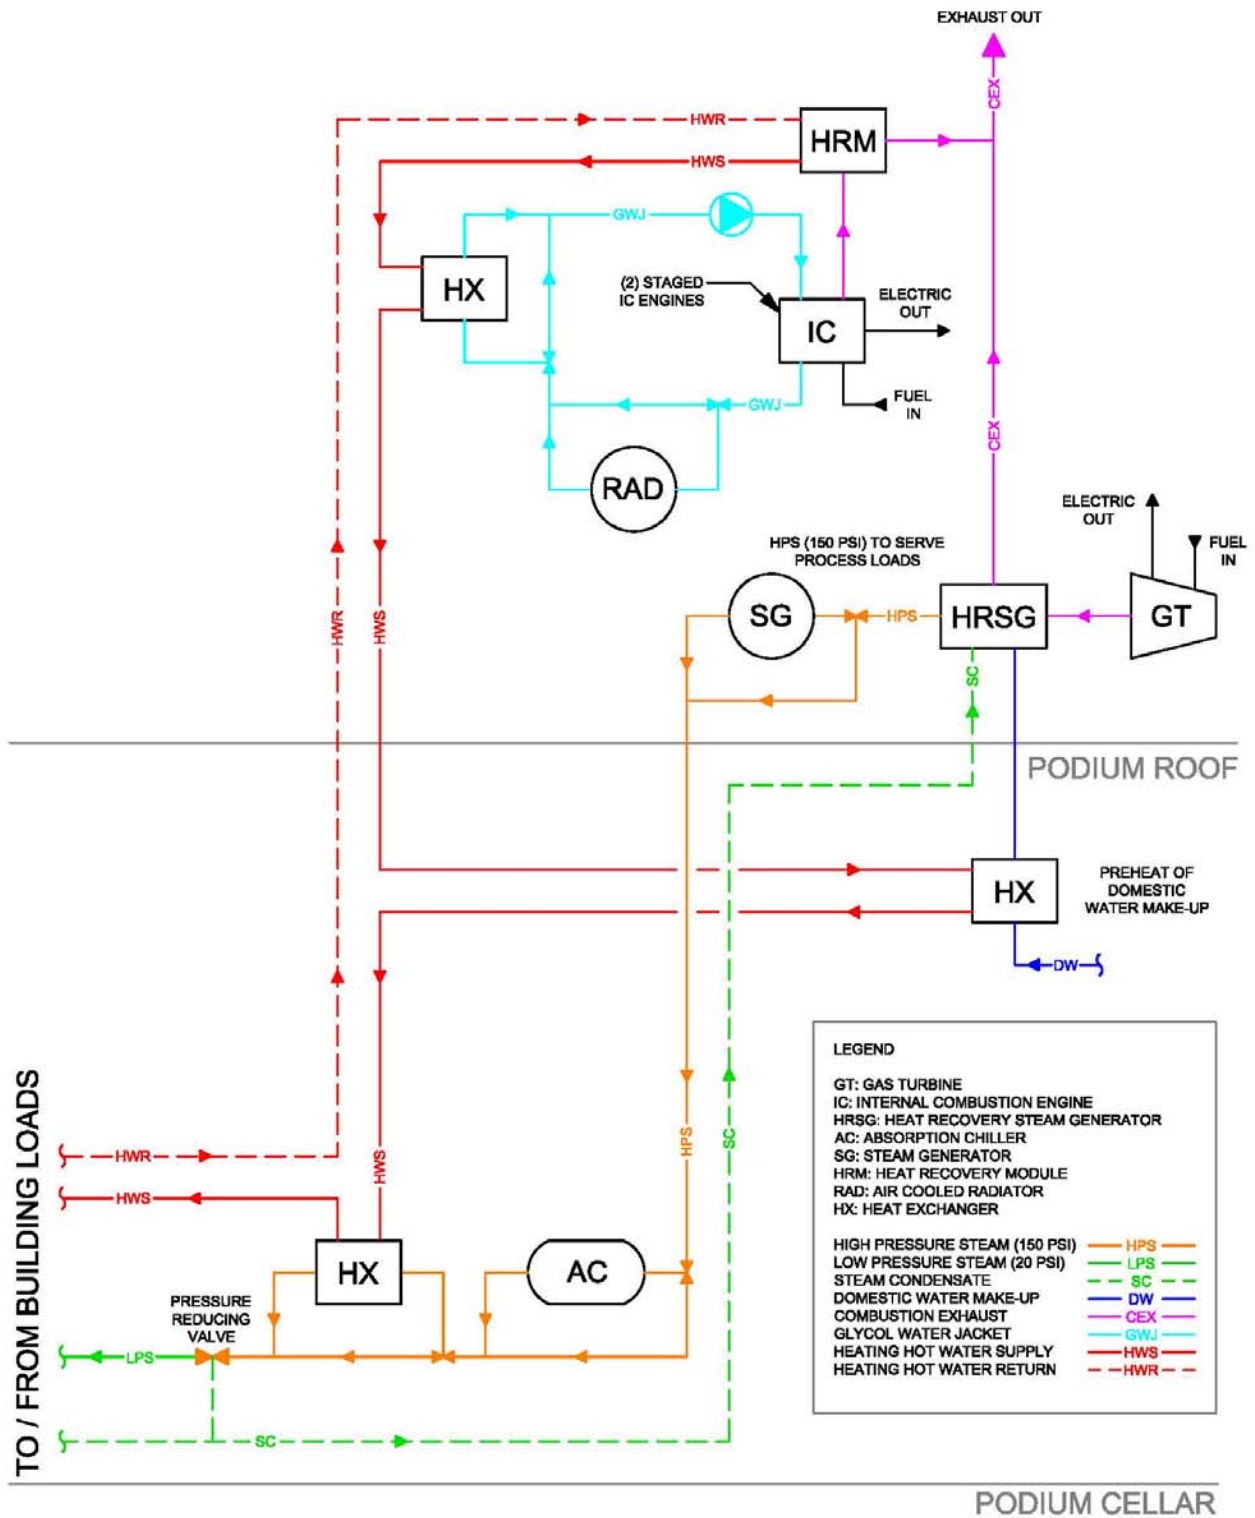 EXHAUST OUT
CEX
HWR
HRM
HWS
GWJ
HX
(2) STAGED
IC ENGINES
IC
ELECTRIC
OUT
FUEL
IN
GWJ
CEX
RAD
ELECTRIC
OUT
FUEL
IN
HPS (150 PSI) TO SERVE
PROCESS LOADS
SG
HPS
HRSG
GT
HWR
HWS
SC
PODIUM ROOF
HX
PREHEAT OF
DOMESTIC
WATER MAKE-UP
DW
TO / FROM BUILDING LOADS
HWR
HWS
HWS
HPS
SC
HX
AC
PRESSURE
REDUCING
VALVE
LPS
SC
LEGEND
GT: GAS TURBINE
IC: INTERNAL COMBUSTION ENGINE
HRSG: HEAT RECOVERY STEAM GENERATOR
AC: ABSORPTION CHILLER
SG: STEAM GENERATOR
HRM: HEAT RECOVERY MODULE
RAD: AIR COOLED RADIATOR
HX: HEAT EXCHANGER
HIGH PRESSURE STEAM (150 PSI) HPS
LOW PRESSURE STEAM (20 PSI) LPS
STEAM CONDENSATE SC
DOMESTIC WATER MAKE-UP DW
COMBUSTION EXHAUST CEX
GLYCOL WATER JACKET GWJ
HEATING HOT WATER SUPPLY HWS
HEATING HOT WATER RETURN HWR
PODIUM CELLAR